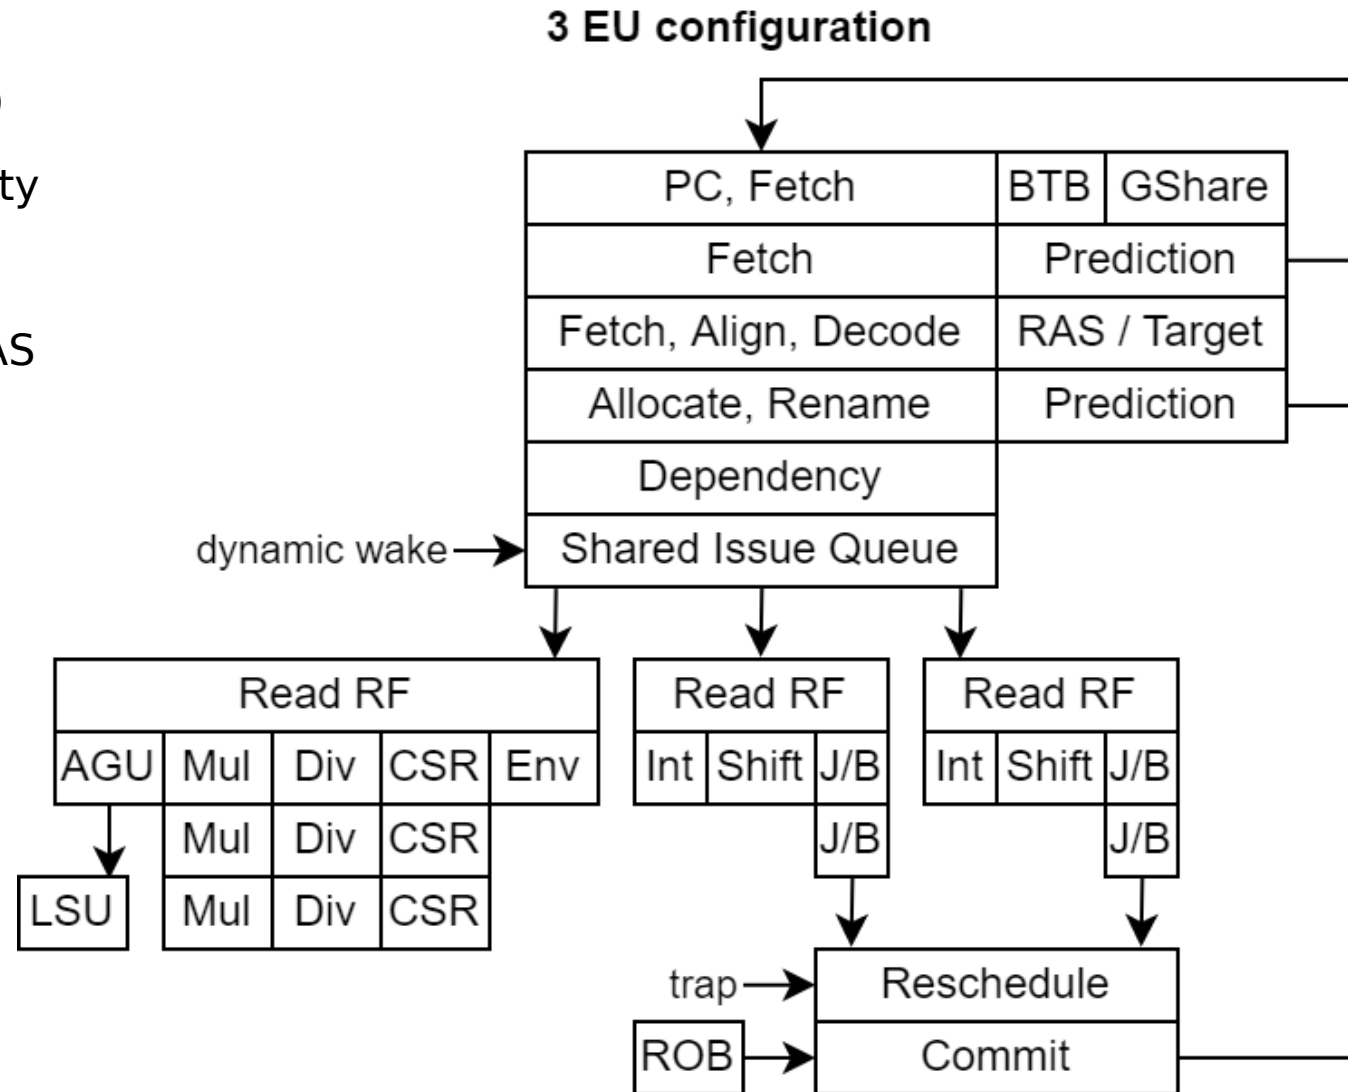 3 EU configuration
)
ty
AS
PC, Fetch BTB GShare
Fetch Prediction
Fetch, Align, Decode RAS / Target
Allocate, Rename Prediction
Dependency
dynamic wake Shared Issue Queue
Read RF Read RF Read RF
AGU Mul Div CSR Env Int Shift J/B Int Shift J/B
Mul Div CSR J/B J/B
LSU Mul Div CSR
trap Reschedule
ROB Commit